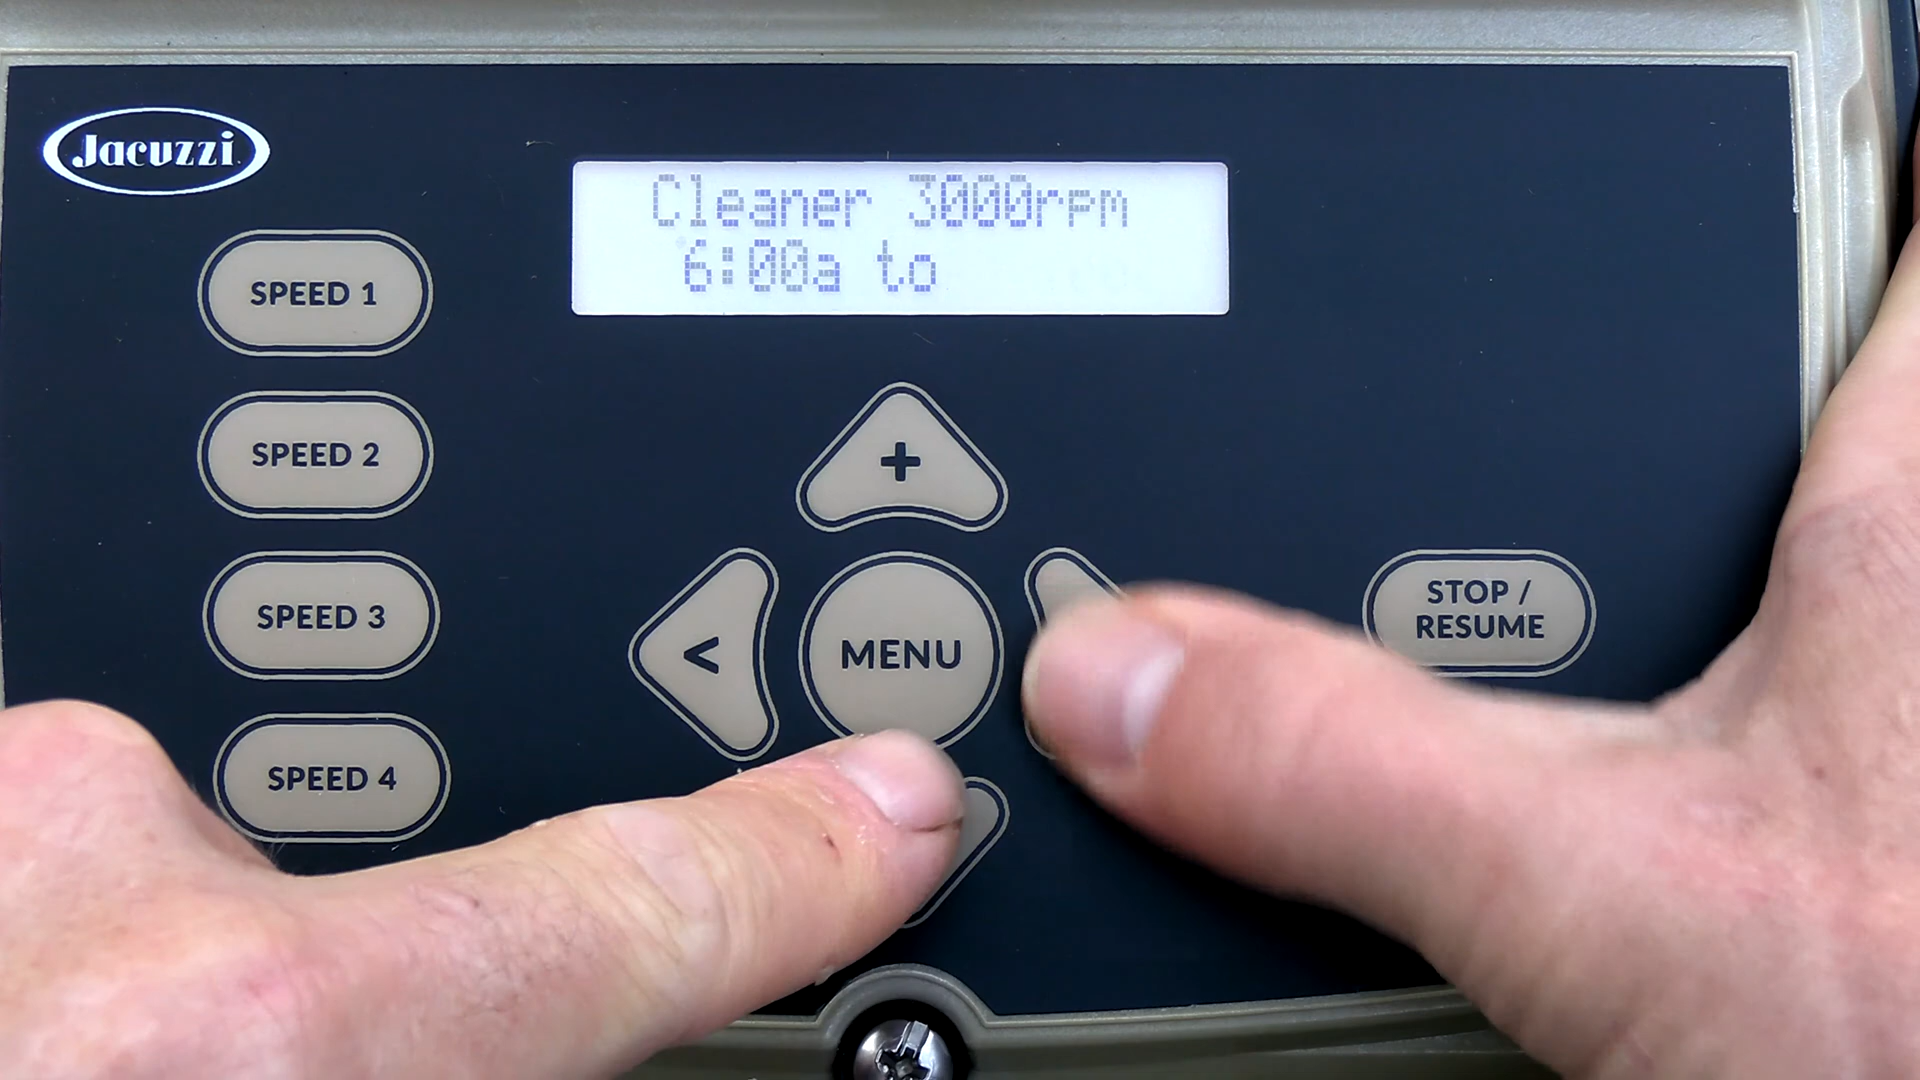 Jacuzzi
Cleaner 3000rpm
6:00a to
SPEED 1
SPEED 2
SPEED 3
SPEED 4
+
<
MENU
STOP /
RESUME